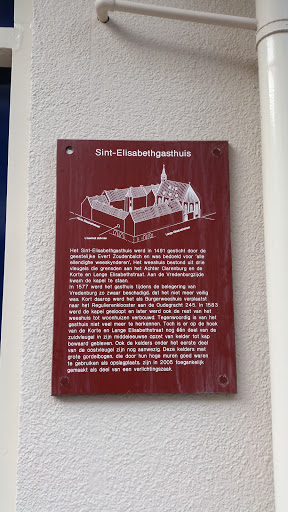 Sint-Elisabethgasthuis
Het Sint-Elisabethgasthuis werd in 1491 gesticht door de
geestelijke Evert Zoudenbalch en was bedoeld voor 'alle
ellendighe weeskynderen'. Het weeshuis bestond uit drie
vleugels die grensden aan het Achter Clarenburg en de
Korte en Lange Elisabethstraat. Aan de Vredenburgzijde
kwam de kapel te staan.
In 1577 werd het gasthuis tijdens de belegering van
Vredenburg zo zwaar beschadigd, dat het niet meer veilig
was. Kort daarop werd het als Burgerweeshuis verplaatst
naar het Regulierenklooster aan de Oudegracht 245. In 1583
werd de kapel gesloopt en later werd ook de rest van het
weeshuis tot woonhuizen verbouwd. Tegenwoordig is van het
gasthuis niet veel meer te herkennen. Toch is er op de hoek
van de Korte en Lange Elisabethstraat nog één deel van de
zuidvleugel in zijn middeleeuwse opzet van kelder tot kap
bewaard gebleven. Ook de kelders onder het eerste deel
van de oostvleugel zijn nog aanwezig. Deze kelders met
grote gordelbogen, die door hun hoge muren goed waren
te gebruiken als opslagplaats, zijn in 2005 toegankelijk
gemaakt als deel van een verlichtingszaak.